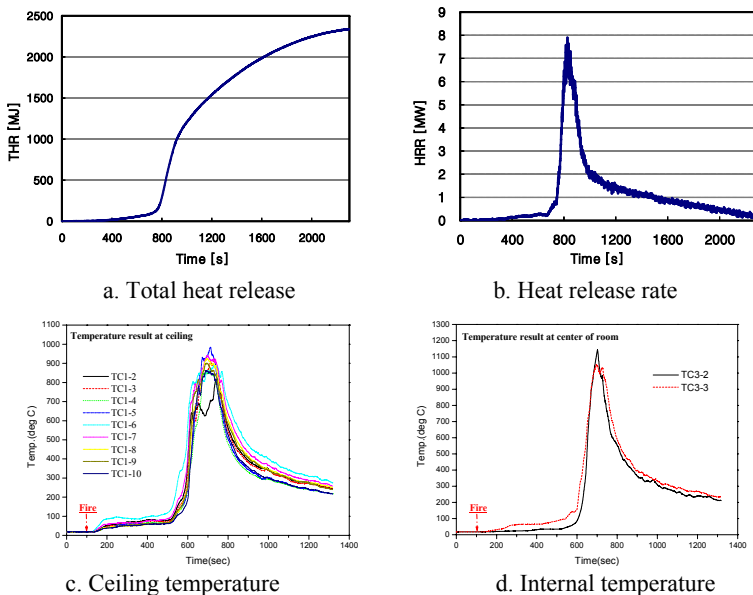 2500
2000
1500
1000
500
0
THR [MJ]
0 400 800 1200 1600 2000
Time [s]
a. Total heat release
9
8
7
6
5
4
3
2
1
0
HRR [MW]
0 400 800 1200 1600 2000
Time [s]
b. Heat release rate
1100
1000
900
800
700
600
500
400
300
200
100
0
Temp.(deg C)
Temperature result at ceiling
TC1-2
TC1-3
TC1-4
TC1-5
TC1-6
TC1-7
TC1-8
TC1-9
TC1-10
Fire
0 200 400 600 800 1000 1200 1400
Time(sec)
c. Ceiling temperature
1300
1200
1100
1000
900
800
700
600
500
400
300
200
100
0
Temp.(deg C)
Temperature result at center of room
TC3-2
TC3-3
Fire
0 200 400 600 800 1000 1200 1400
Time(sec)
d. Internal temperature